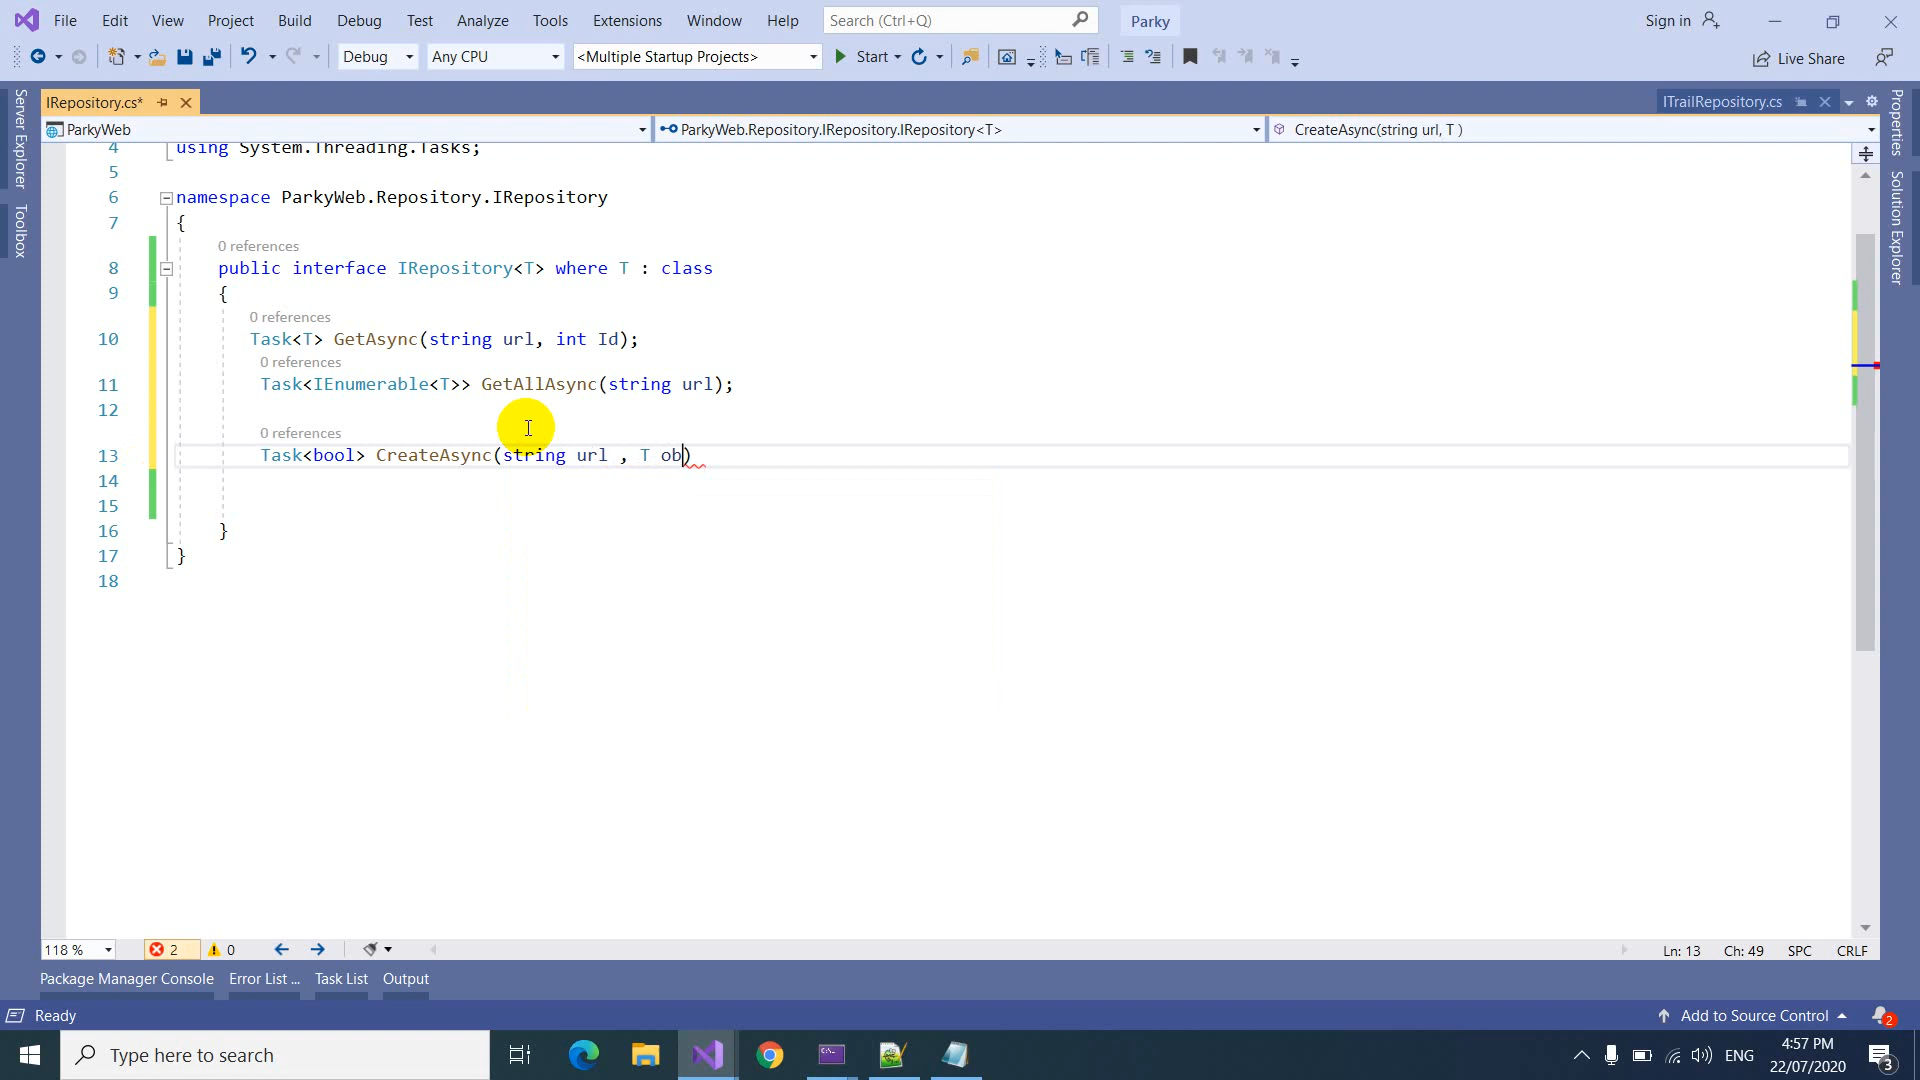 File Edit View Project Build Debug Test Analyze Tools Extensions Window Help Search (Ctrl+Q) Parky Sign in
Debug Any CPU <Multiple Startup Projects> Start Live Share
IRepository.cs* ITrailRepository.cs
ParkyWeb ParkyWeb.Repository.IRepository.IRepository<T> CreateAsync(string url, T )
Server Explorer
Toolbox
Properties
Solution Explorer
4 using System.Threading.Tasks;
5
6 namespace ParkyWeb.Repository.IRepository
7 {
0 references
8 public interface IRepository<T> where T : class
9 {
0 references
10 Task<T> GetAsync(string url, int Id);
0 references
11 Task<IEnumerable<T>> GetAllAsync(string url);
12
0 references
13 Task<bool> CreateAsync(string url , T ob)
14
15
16 }
17 }
18
118 % 2 0 Ln: 13 Ch: 49 SPC CRLF
Package Manager Console Error List ... Task List Output
Ready Add to Source Control 2
Type here to search ENG 4:57 PM
22/07/2020 3